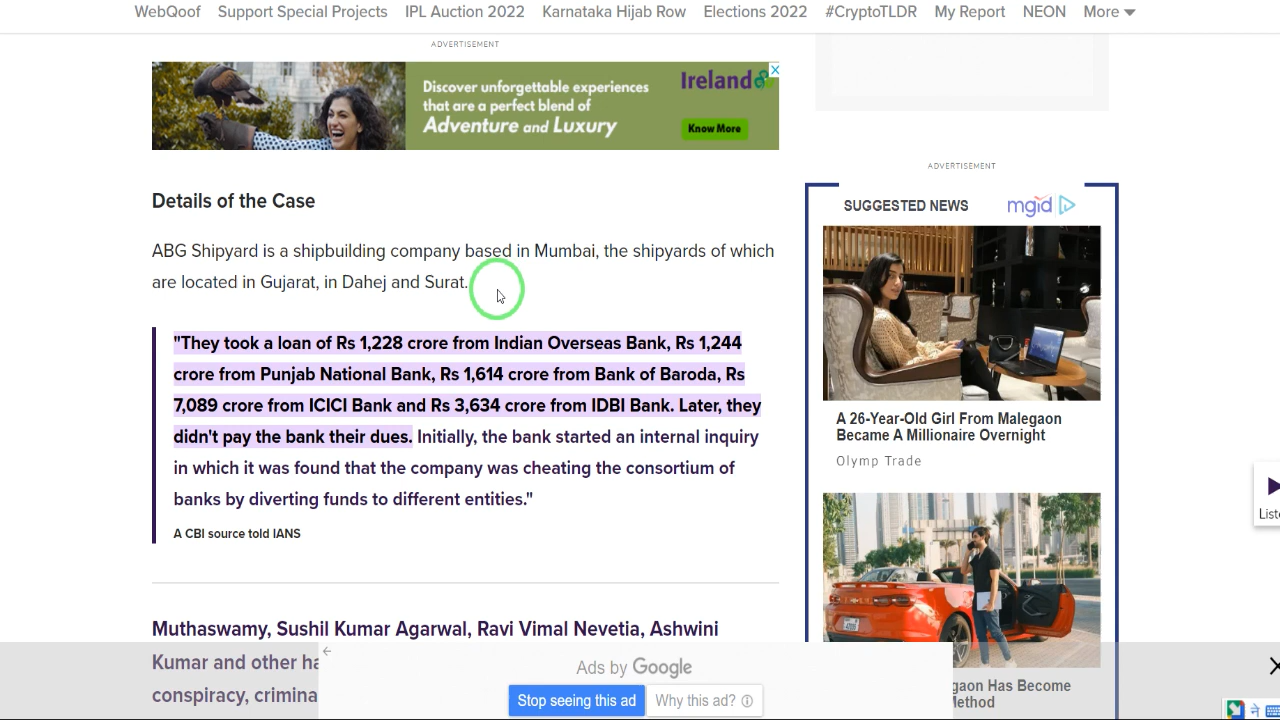 WebQoof Support Special Projects IPL Auction 2022 Karnataka Hijab Row Elections 2022 #CryptoTLDR My Report NEON More
ADVERTISEMENT
Discover unforgettable experiences
that are a perfect blend of
Adventure and Luxury
Ireland
Know More
Details of the Case
ABG Shipyard is a shipbuilding company based in Mumbai, the shipyards of which
are located in Gujarat, in Dahej and Surat.
"They took a loan of Rs 1,228 crore from Indian Overseas Bank, Rs 1,244
crore from Punjab National Bank, Rs 1,614 crore from Bank of Baroda, Rs
7,089 crore from ICICI Bank and Rs 3,634 crore from IDBI Bank. Later, they
didn't pay the bank their dues. Initially, the bank started an internal inquiry
in which it was found that the company was cheating the consortium of
banks by diverting funds to different entities."
A CBI source told IANS
Muthaswamy, Sushil Kumar Agarwal, Ravi Vimal Nevetia, Ashwini
Kumar and other ha
conspiracy, crimina
ADVERTISEMENT
SUGGESTED NEWS
mgid
A 26-Year-Old Girl From Malegaon
Became A Millionaire Overnight
Olymp Trade
gaon Has Become
Method
Liste
Ads by Google
Stop seeing this ad
Why this ad?
ने